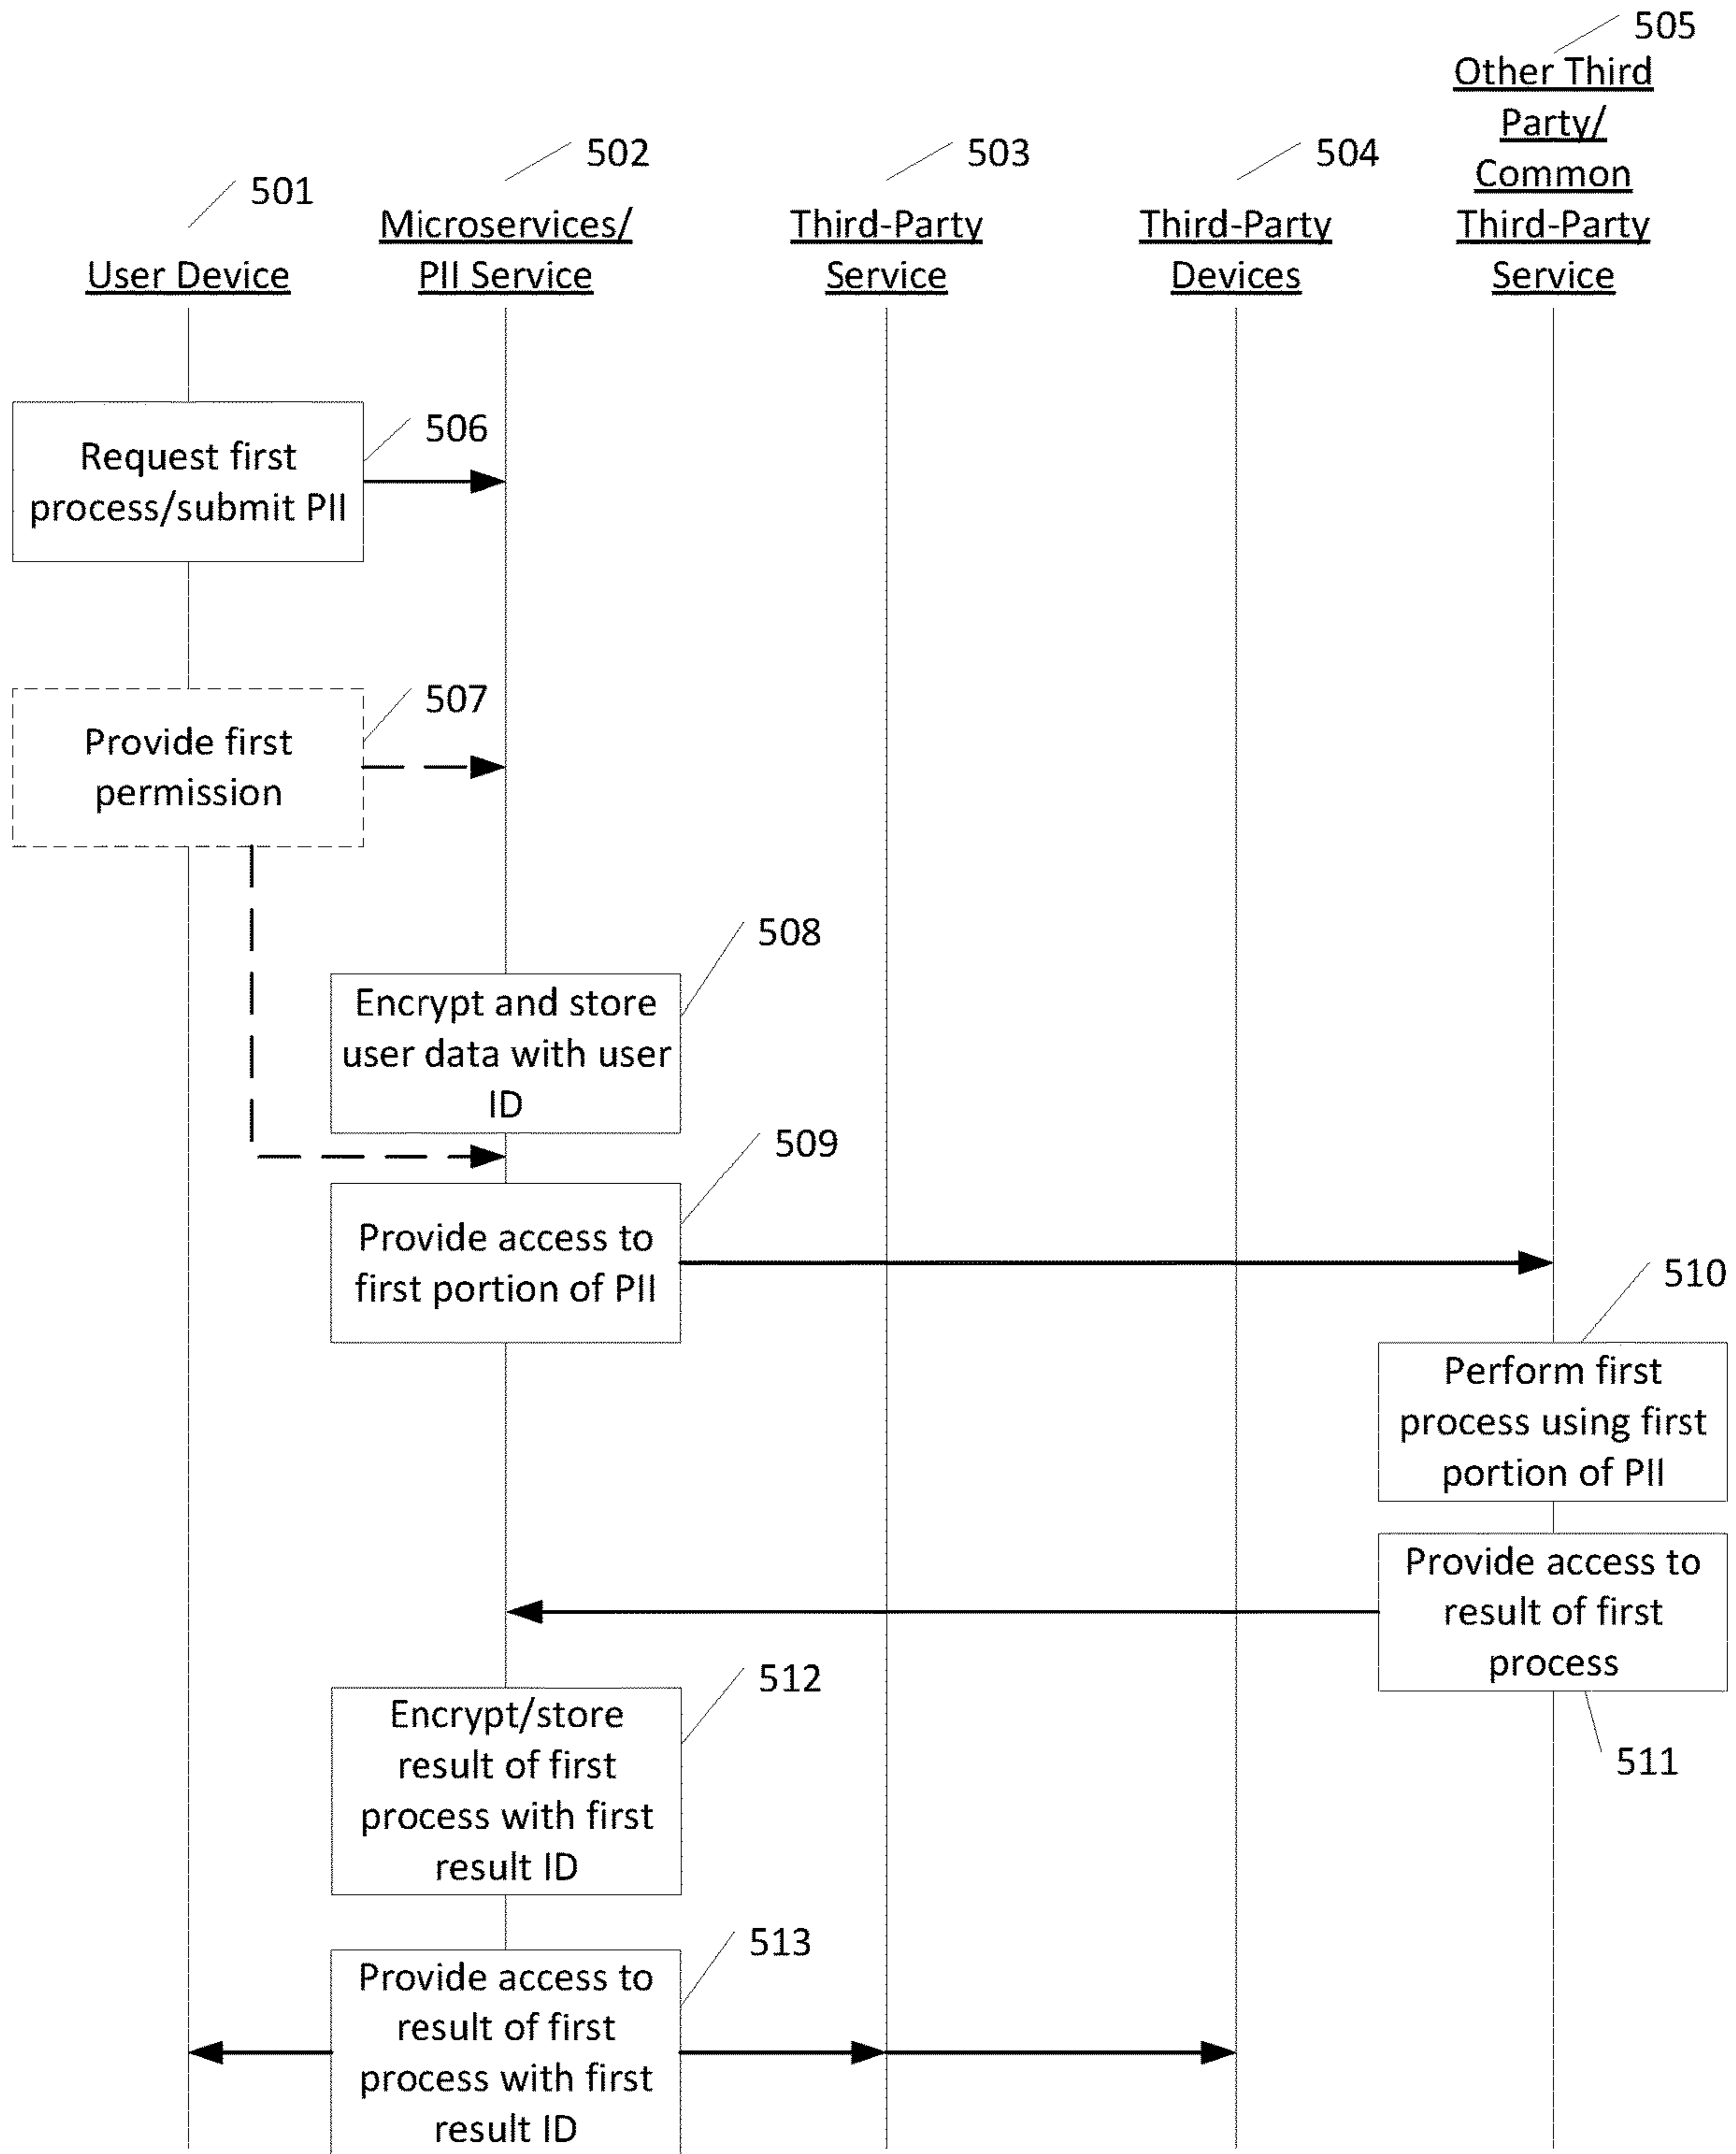 505
Other Third
Party/
Common
Third-Party
Service
502
503
504
501
Microservices/
PII Service
Third-Party
Service
Third-Party
Devices
User Device
506
Request first
process/submit PII
507
Provide first
permission
508
Encrypt and store
user data with user
ID
509
Provide access to
first portion of PII
510
Perform first
process using first
portion of PII
Provide access to
result of first
process
511
512
Encrypt/store
result of first
process with first
result ID
513
Provide access to
result of first
process with first
result ID